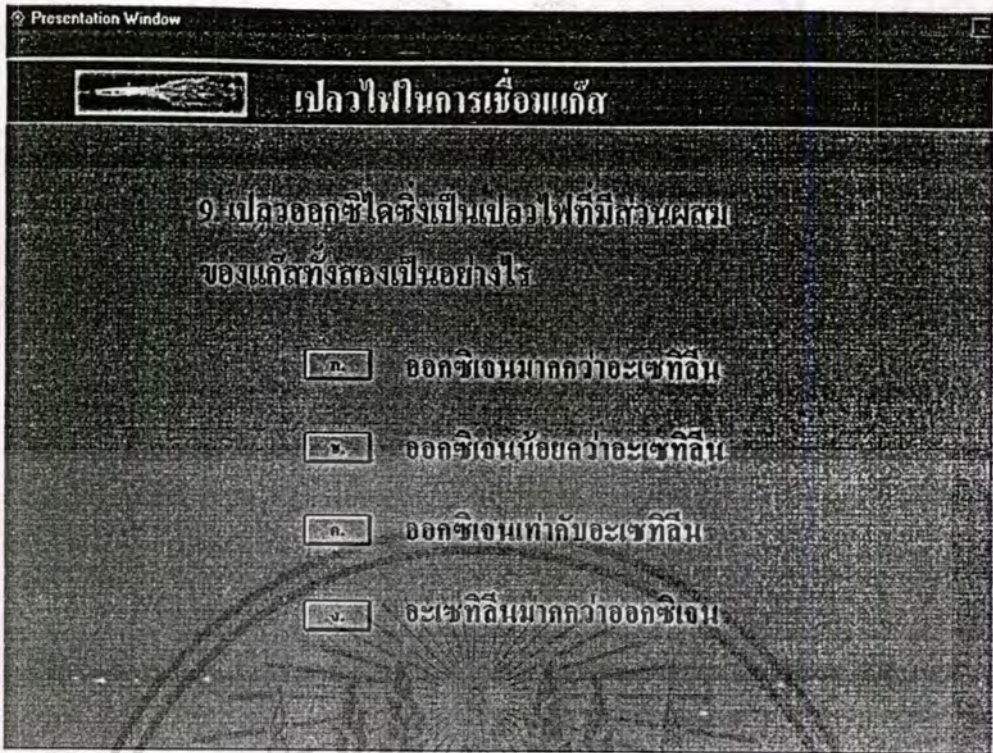 Presentation Window
เปลวไฟในการเชื่อมแก๊ส
9. เปลวออกซิไดซิ่งเป็นเปลวไฟที่มีส่วนผสม
ของแก๊สทั้งสองเป็นอย่างไร
ก. ออกซิเจนมากกว่าอะเซทิลีน
ข. ออกซิเจนน้อยกว่าอะเซทิลีน
ค. ออกซิเจนเท่ากับอะเซทิลีน
ง. อะเซทิลีนมากกว่าออกซิเจน